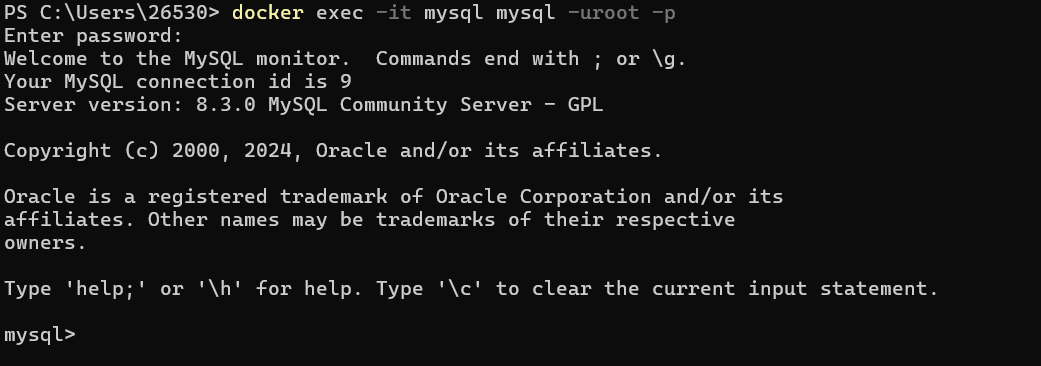 PS C:\Users\26530> docker exec -it mysql mysql -uroot -p
Enter password:
Welcome to the MySQL monitor.  Commands end with ; or \g.
Your MySQL connection id is 9
Server version: 8.3.0 MySQL Community Server - GPL

Copyright (c) 2000, 2024, Oracle and/or its affiliates.

Oracle is a registered trademark of Oracle Corporation and/or its
affiliates. Other names may be trademarks of their respective
owners.

Type 'help;' or '\h' for help. Type '\c' to clear the current input statement.

mysql>